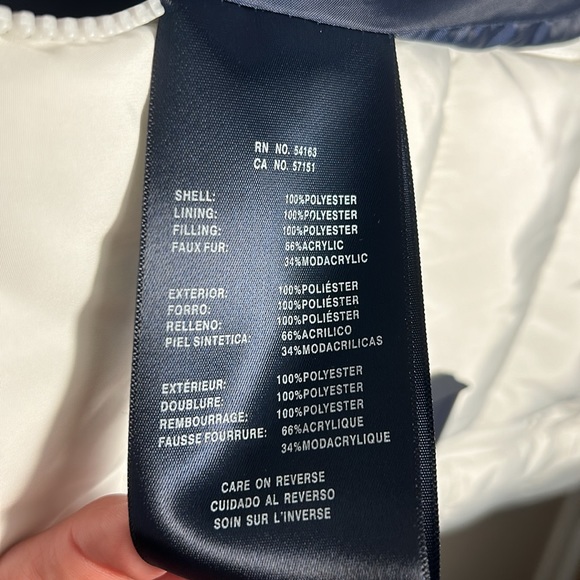 RN NO. 54163
CA NO. 57151
SHELL: 100%POLYESTER
LINING: 100%POLYESTER
FILLING: 100%POLYESTER
FAUX FUR: 66%ACRYLIC
34%MODACRYLIC
EXTERIOR: 100%POLIÉSTER
FORRO: 100%POLIÉSTER
RELLENO: 100%POLIÉSTER
PIEL SINTETICA: 66%ACRILICO
34%MODACRILICAS
EXTÉRIEUR: 100%POLYESTER
DOUBLURE: 100%POLYESTER
REMBOURRAGE: 100%POLYESTER
FAUSSE FOURRURE: 66%ACRYLIQUE
34%MODACRYLIQUE
CARE ON REVERSE
CUIDADO AL REVERSO
SOIN SUR L'INVERSE